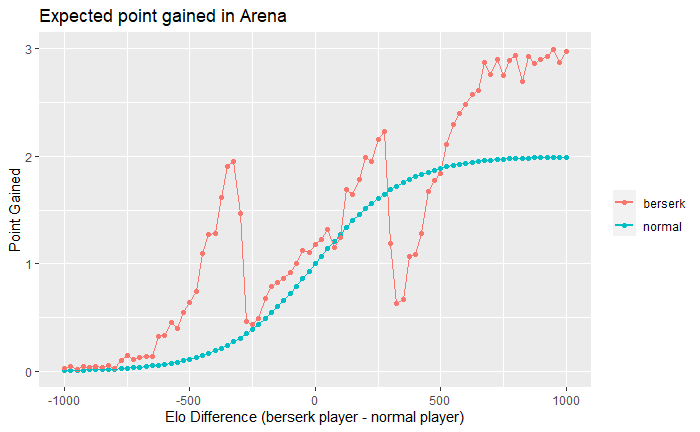 Expected point gained in Arena
3
2
1
0
Point Gained
-1000
-500
0
500
1000
Elo Difference (berserk player - normal player)
berserk
normal